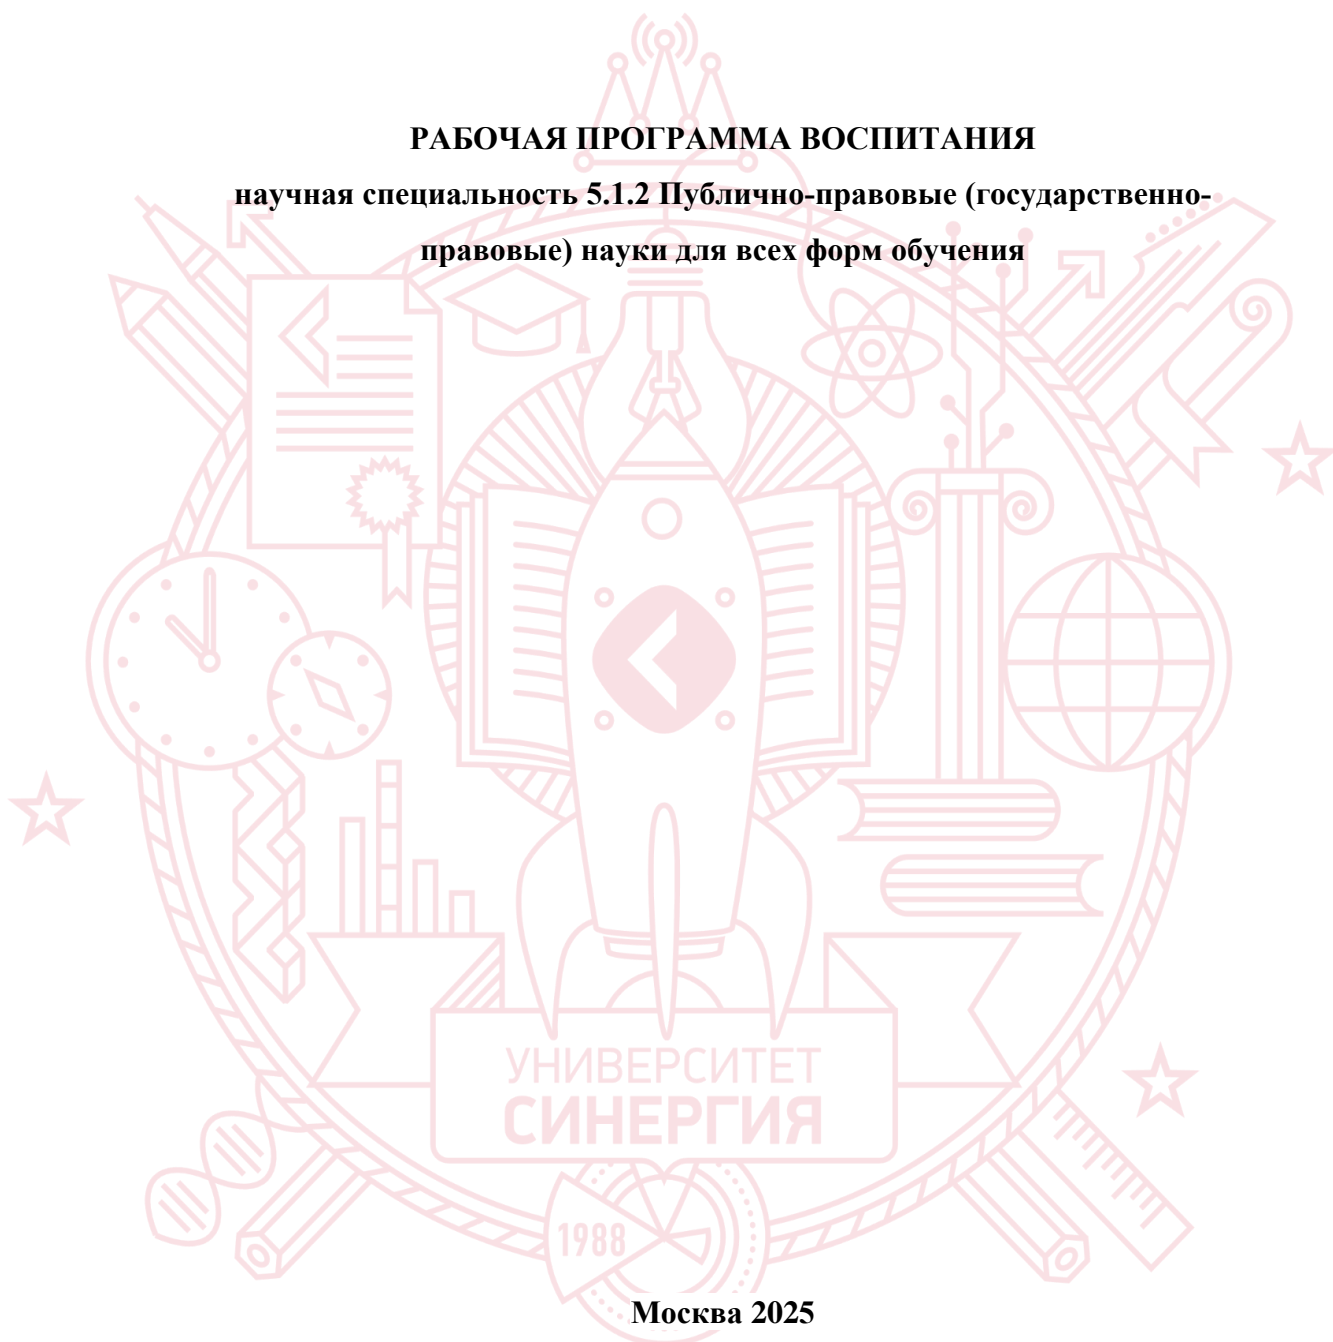 РАБОЧАЯ ПРОГРАММА ВОСПИТАНИЯ
научная специальность 5.1.2 Публично-правовые (государственно-
правовые) науки для всех форм обучения
УНИВЕРСИТЕТ
СИНЕРГИЯ
1988
Москва 2025